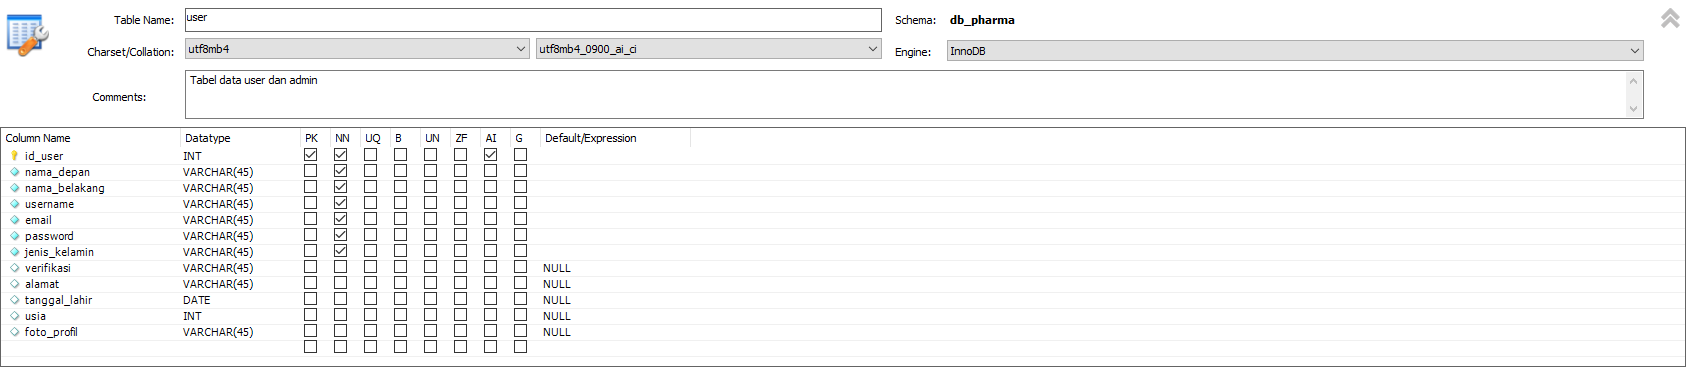 Table Name: user Schema: db_pharma
Charset/Collation: utf8mb4 utf8mb4_0900_ai_ci Engine: InnoDB
Comments: Tabel data user dan admin
Column Name Datatype PK NN UQ B UN ZF AI G Default/Expression
id_user INT
nama_depan VARCHAR(45)
nama_belakang VARCHAR(45)
username VARCHAR(45)
email VARCHAR(45)
password VARCHAR(45)
jenis_kelamin VARCHAR(45)
verifikasi VARCHAR(45) NULL
alamat VARCHAR(45) NULL
tanggal_lahir DATE NULL
usia INT NULL
foto_profil VARCHAR(45) NULL